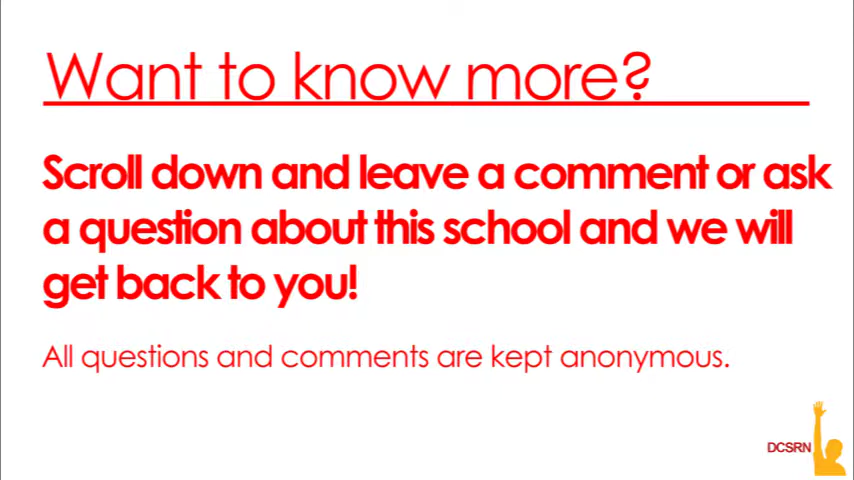 Want to know more?
Scroll down and leave a comment or ask
a question about this school and we will
get back to you!
All questions and comments are kept anonymous.
DCSRN